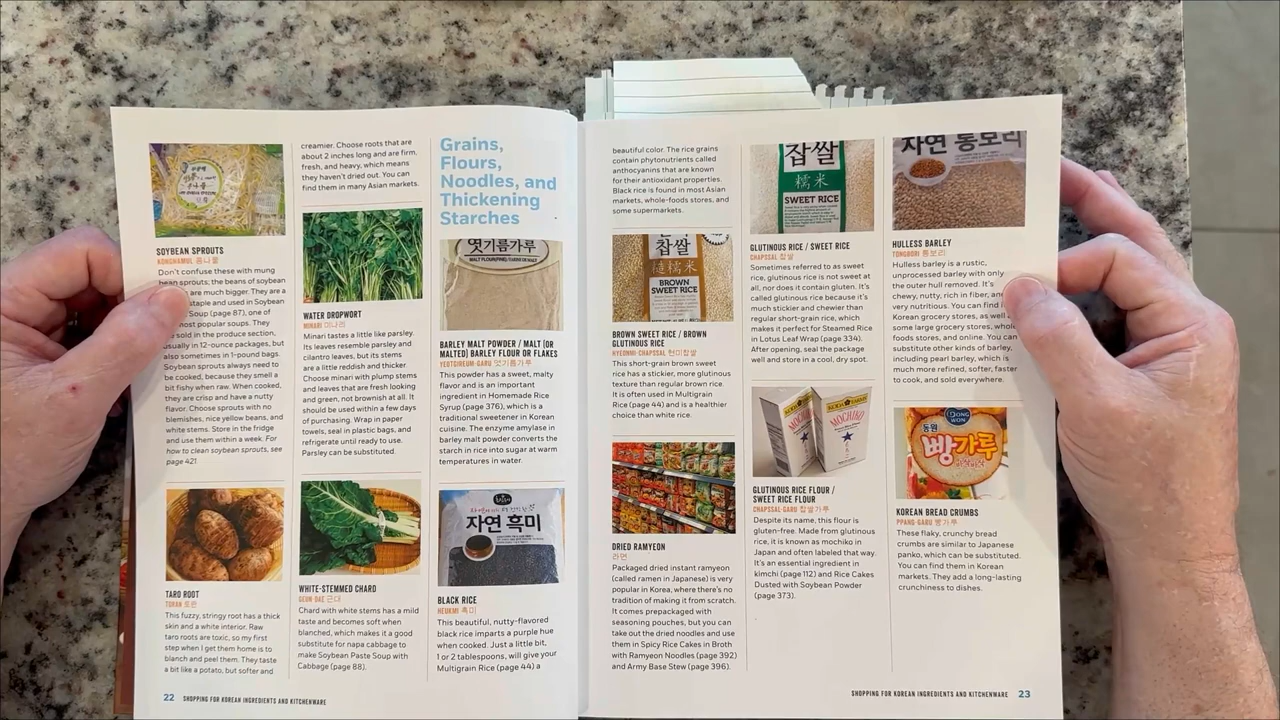 SOYBEAN SPROUTS
KONGNAMUL 콩나물
Don't confuse these with mung
bean sprouts; the beans of soybean
are much bigger. They are a
staple and used in Soybean
Soup (page 87), one of
most popular soups. They
sold in the produce section,
usually in 12-ounce packages, but
also sometimes in 1-pound bags.
Soybean sprouts always need to
be cooked, because they smell a
bit fishy when raw. When cooked,
they are crisp and have a nutty
flavor. Choose sprouts with no
blemishes, nice yellow beans, and
white stems. Store in the fridge
and use them within a week. For
how to clean soybean sprouts, see
page 421.
TARO ROOT
TORAN 토란
This fuzzy, stringy root has a thick
skin and a white interior. Raw
taro roots are toxic, so my first
step when I get them home is to
blanch and peel them. They taste
a bit like a potato, but softer and
creamier. Choose roots that are
about 2 inches long and are firm,
fresh, and heavy, which means
they haven't dried out. You can
find them in many Asian markets.
WATER DROPWORT
MINARI 미나리
Minari tastes a little like parsley.
Its leaves resemble parsley and
cilantro leaves, but its stems
are a little reddish and thicker.
Choose minari with plump stems
and leaves that are fresh looking
and green, not brownish at all. It
should be used within a few days
of purchasing. Wrap in paper
towels, seal in plastic bags, and
refrigerate until ready to use.
Parsley can be substituted.
WHITE-STEMMED CHARD
GEUN-DAE 근대
Chard with white stems has a mild
taste and becomes soft when
blanched, which makes it a good
substitute for napa cabbage to
make Soybean Paste Soup with
Cabbage (page 88).
Grains,
Flours,
Noodles, and
Thickening
Starches
엿기름가루
MALT FLOUR(FINE)
BARLEY MALT POWDER / MALT (OR
MALTED) BARLEY FLOUR OR FLAKES
YEOTGIREUM-GARU 엿기름가루
This powder has a sweet, malty
flavor and is an important
ingredient in Homemade Rice
Syrup (page 376), which is a
traditional sweetener in Korean
cuisine. The enzyme amylase in
barley malt powder converts the
starch in rice into sugar at warm
temperatures in water.
자연 흑미
BLACK RICE
HEUKMI 흑미
This beautiful, nutty-flavored
black rice imparts a purple hue
when cooked. Just a little bit,
1 or 2 tablespoons, will give your
Multigrain Rice (page 44) a
22 SHOPPING FOR KOREAN INGREDIENTS AND KITCHENWARE
beautiful color. The rice grains
contain phytonutrients called
anthocyanins that are known
for their antioxidant properties.
Black rice is found in most Asian
markets, whole-foods stores, and
some supermarkets.
찹쌀
糙糯米
BROWN
SWEET RICE
BROWN SWEET RICE / BROWN
GLUTINOUS RICE
HYEONMI-CHAPSSAL 현미찹쌀
This short-grain brown sweet
rice has a stickier, more glutinous
texture than regular brown rice.
It is often used in Multigrain
Rice (page 44) and is a healthier
choice than white rice.
DRIED RAMYEON
라면
Packaged dried instant ramyeon
(called ramen in Japanese) is very
popular in Korea, where there's no
tradition of making it from scratch.
It comes prepackaged with
seasoning pouches, but you can
take out the dried noodles and use
them in Spicy Rice Cakes in Broth
with Ramyeon Noodles (page 392)
and Army Base Stew (page 396).
찹쌀
糯米
SWEET RICE
GLUTINOUS RICE / SWEET RICE
CHAPSSAL 찹쌀
Sometimes referred to as sweet
rice, glutinous rice is not sweet at
all, nor does it contain gluten. It's
called glutinous rice because it's
much stickier and chewier than
regular short-grain rice, which
makes it perfect for Steamed Rice
in Lotus Leaf Wrap (page 334).
After opening, seal the package
well and store in a cool, dry spot.
MOCHIKO
MOCHIKO
GLUTINOUS RICE FLOUR /
SWEET RICE FLOUR
CHAPSSAL-GARU 찹쌀가루
Despite its name, this flour is
gluten-free. Made from glutinous
rice, it is known as mochiko in
Japan and often labeled that way.
It's an essential ingredient in
kimchi (page 112) and Rice Cakes
Dusted with Soybean Powder
(page 373).
자연 통보리
HULLESS BARLEY
TONGBORI 통보리
Hulless barley is a rustic,
unprocessed barley with only
the outer hull removed. It's
chewy, nutty, rich in fiber, and
very nutritious. You can find i
Korean grocery stores, as well
some large grocery stores, whole
foods stores, and online. You can
substitute other kinds of barley,
including pearl barley, which is
much more refined, softer, faster
to cook, and sold everywhere.
DONG
WON
동원
빵가루
KOREAN BREAD CRUMBS
PPANG-GARU 빵가루
These flaky, crunchy bread
crumbs are similar to Japanese
panko, which can be substituted.
You can find them in Korean
markets. They add a long-lasting
crunchiness to dishes.
SHOPPING FOR KOREAN INGREDIENTS AND KITCHENWARE 23